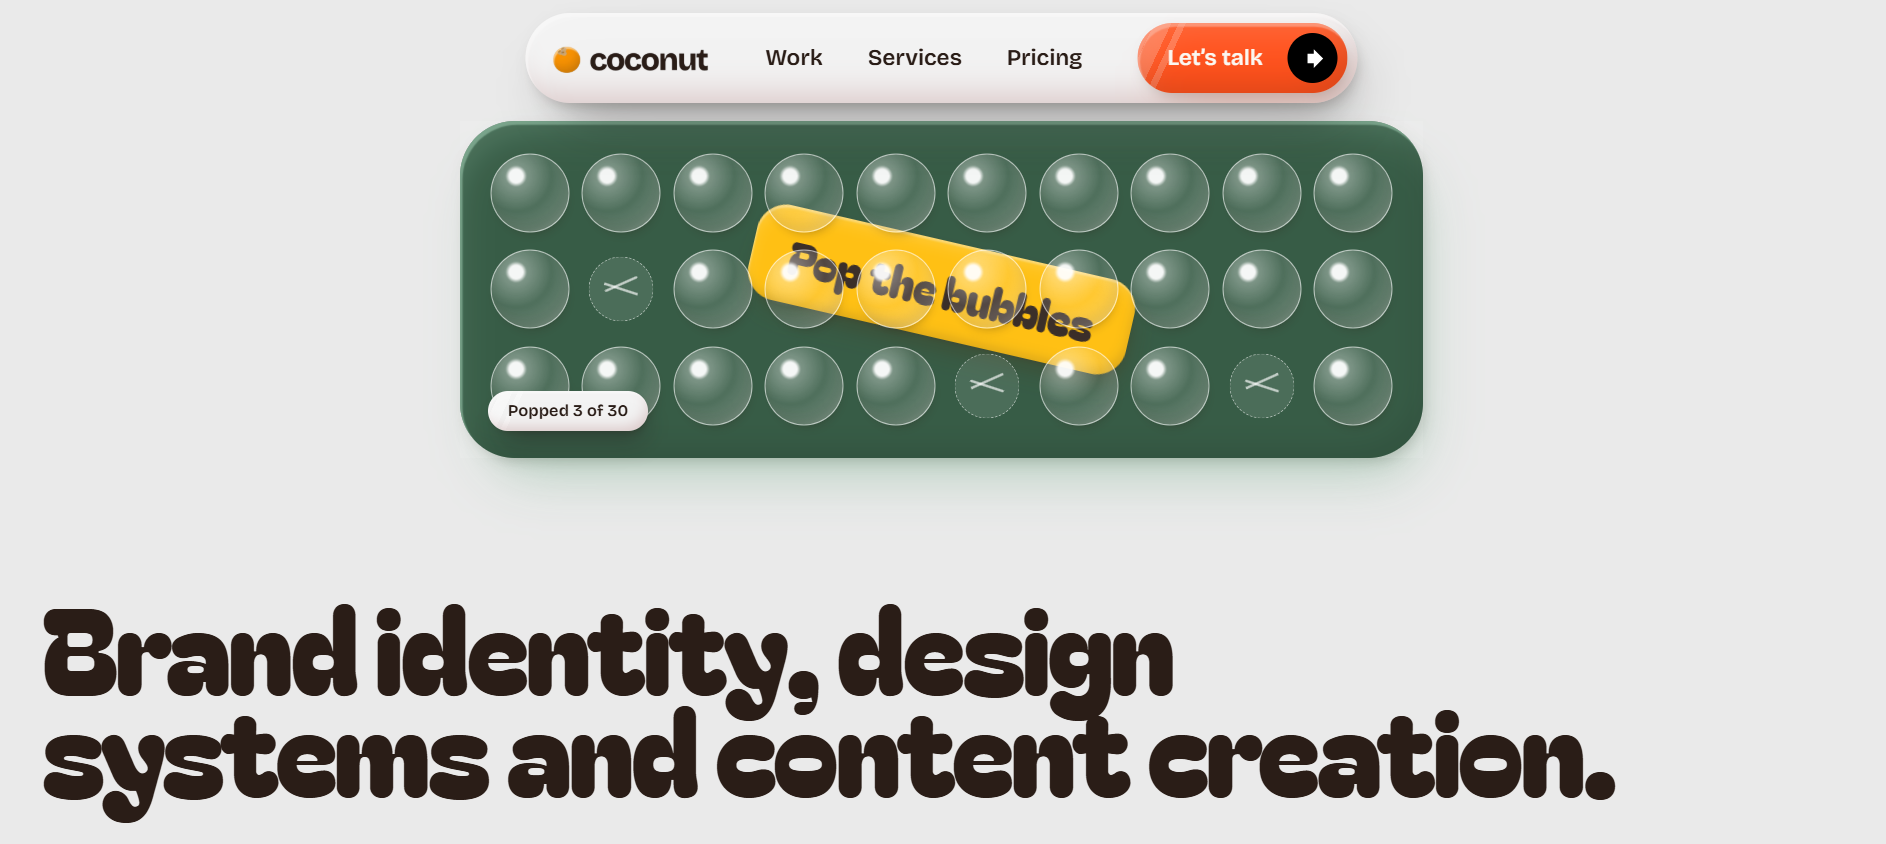 coconut
Work
Services
Pricing
Let's talk
Pop the bubbles
Popped 3 of 30
Brand identity, design
systems and content creation.